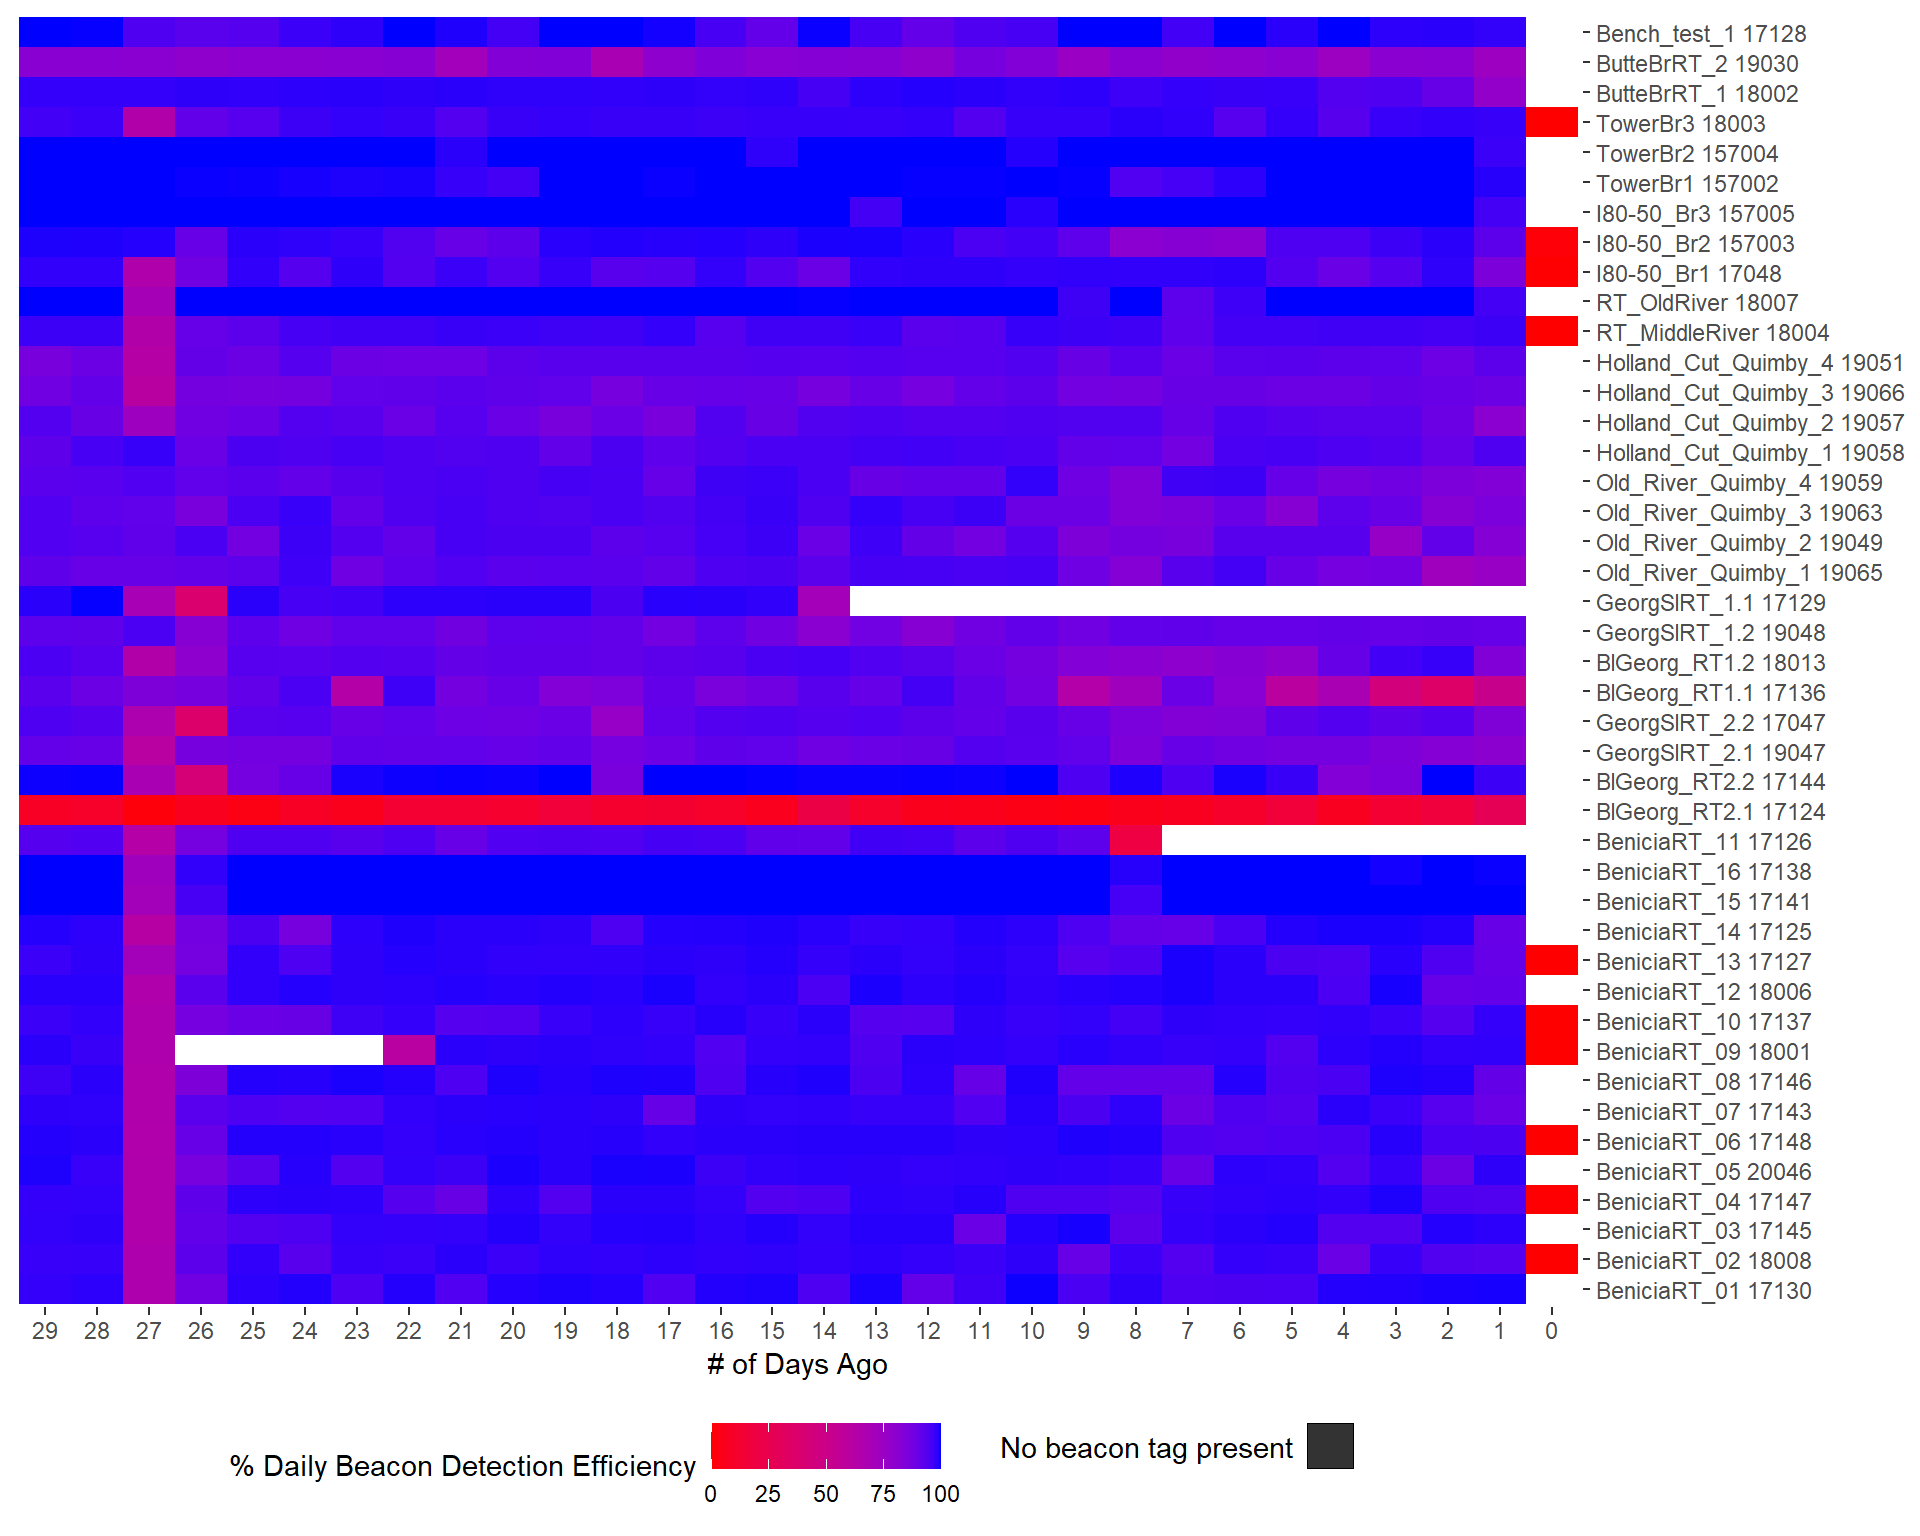 Bench_test_1 17128
ButteBrRT_2 19030
ButteBrRT_1 18002
TowerBr3 18003
TowerBr2 157004
TowerBr1 157002
I80-50_Br3 157005
I80-50_Br2 157003
I80-50_Br1 17048
RT_OldRiver 18007
RT_MiddleRiver 18004
Holland_Cut_Quimby_4 19051
Holland_Cut_Quimby_3 19066
Holland_Cut_Quimby_2 19057
Holland_Cut_Quimby_1 19058
Old_River_Quimby_4 19059
Old_River_Quimby_3 19063
Old_River_Quimby_2 19049
Old_River_Quimby_1 19065
GeorgSlRT_1.1 17129
GeorgSlRT_1.2 19048
BlGeorg_RT1.2 18013
BlGeorg_RT1.1 17136
GeorgSlRT_2.2 17047
GeorgSlRT_2.1 19047
BlGeorg_RT2.2 17144
BlGeorg_RT2.1 17124
BeniciaRT_11 17126
BeniciaRT_16 17138
BeniciaRT_15 17141
BeniciaRT_14 17125
BeniciaRT_13 17127
BeniciaRT_12 18006
BeniciaRT_10 17137
BeniciaRT_09 18001
BeniciaRT_08 17146
BeniciaRT_07 17143
BeniciaRT_06 17148
BeniciaRT_05 20046
BeniciaRT_04 17147
BeniciaRT_03 17145
BeniciaRT_02 18008
BeniciaRT_01 17130
29 28 27 26 25 24 23 22 21 20 19 18 17 16 15 14 13 12 11 10 9 8 7 6 5 4 3 2 1 0
# of Days Ago
% Daily Beacon Detection Efficiency
0 25 50 75 100
No beacon tag present